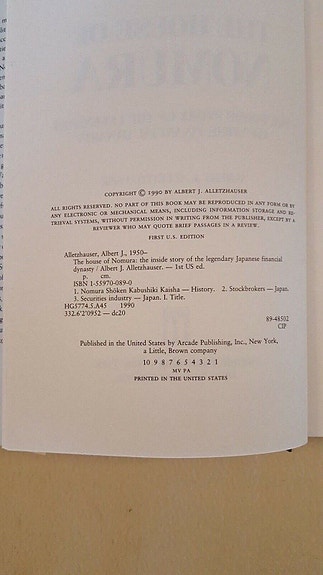 COPYRIGHT © 1990 BY ALBERT J. ALLETZHAUSER
ALL RIGHTS RESERVED. NO PART OF THIS BOOK MAY BE REPRODUCED IN ANY FORM OR BY
ANY ELECTRONIC OR MECHANICAL MEANS, INCLUDING INFORMATION STORAGE AND RE-
TRIEVAL SYSTEMS, WITHOUT PERMISSION IN WRITING FROM THE PUBLISHER, EXCEPT BY A
REVIEWER WHO MAY QUOTE BRIEF PASSAGES IN A REVIEW.
FIRST U.S. EDITION
Alletzhauser, Albert J., 1950–
The house of Nomura: the inside story of the legendary Japanese financial
dynasty / Albert J. Alletzhauser. — 1st US ed.
p. cm.
ISBN 1-55970-089-0
1. Nomura Shōken Kabushiki Kaisha — History. 2. Stockbrokers — Japan.
3. Securities industry — Japan. I. Title.
HG5774.5.A45 1990
332.6'2'0952 — dc20
89-48502
CIP
Published in the United States by Arcade Publishing, Inc., New York,
a Little, Brown company
10 9 8 7 6 5 4 3 2 1
MV PA
PRINTED IN THE UNITED STATES